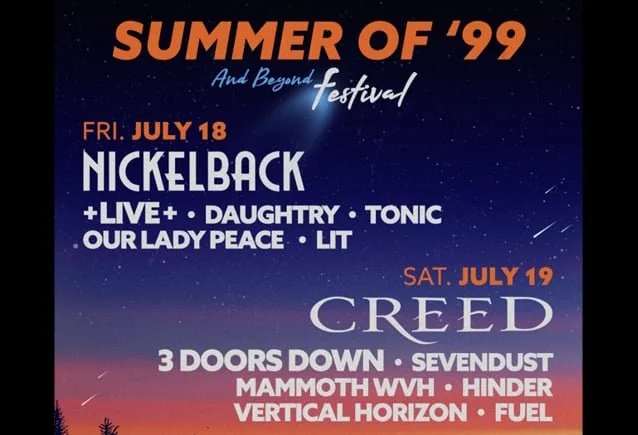 SUMMER OF '99
And Beyond Festival
FRI. JULY 18
NICKELBACK
+LIVE+ • DAUGHTRY • TONIC
OUR LADY PEACE • LIT
SAT. JULY 19
CREED
3 DOORS DOWN • SEVENDUST
MAMMOTH WVH • HINDER
VERTICAL HORIZON • FUEL